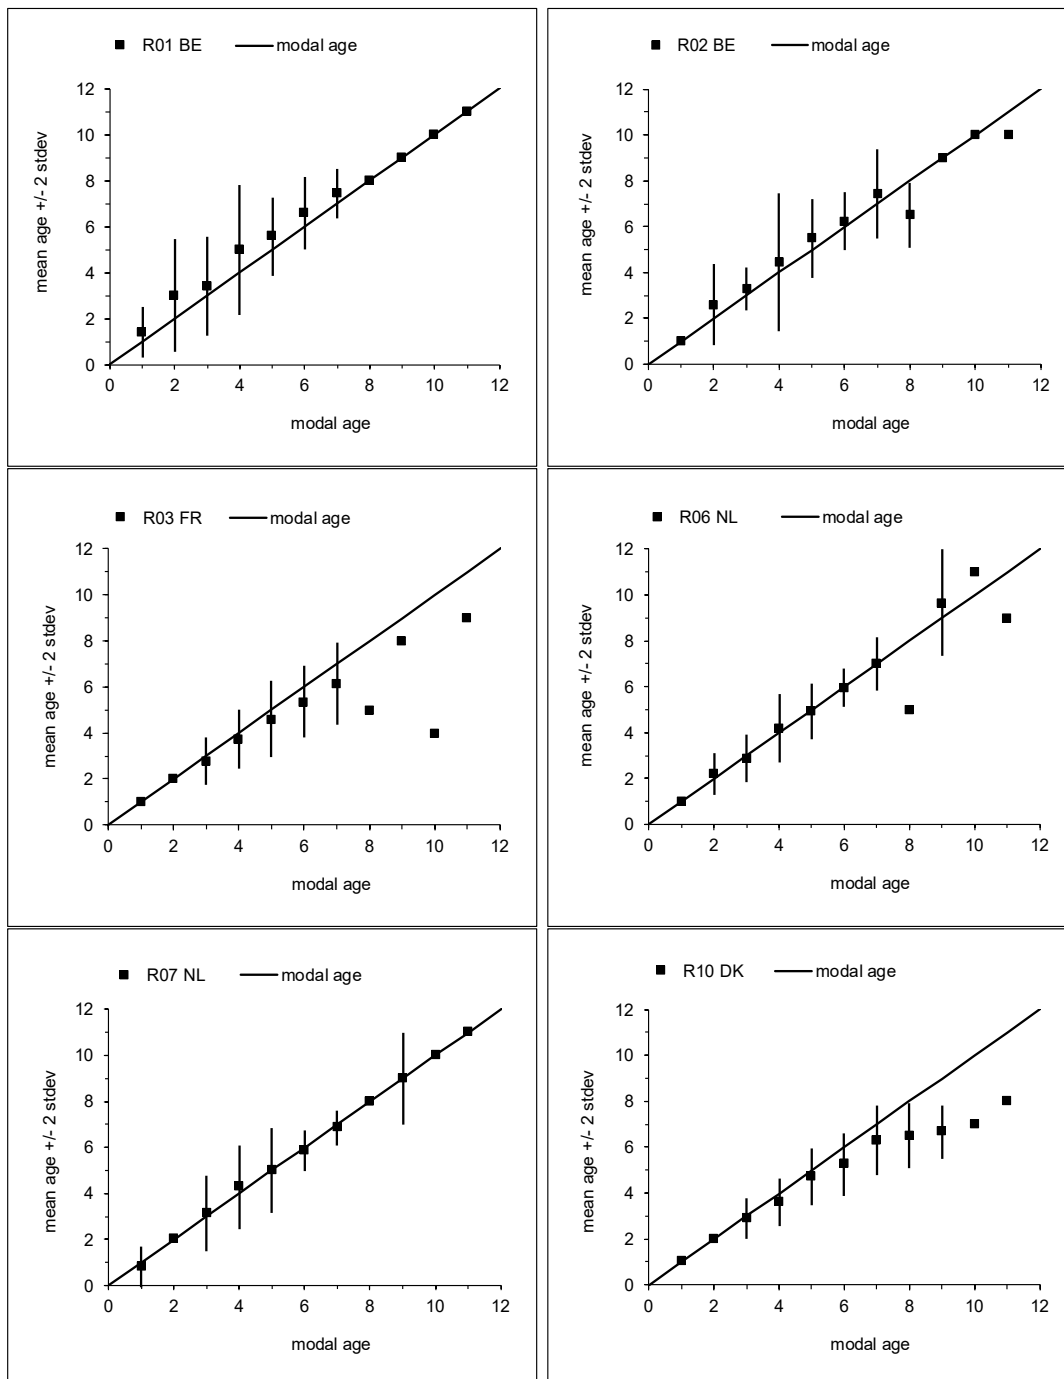 R01 BE modal age
mean age +/- 2 stdev
12
10
8
6
4
2
0
0 2 4 6 8 10 12
modal age
R02 BE modal age
mean age +/- 2 stdev
12
10
8
6
4
2
0
0 2 4 6 8 10 12
modal age
R03 FR modal age
mean age +/- 2 stdev
12
10
8
6
4
2
0
0 2 4 6 8 10 12
modal age
R06 NL modal age
mean age +/- 2 stdev
12
10
8
6
4
2
0
0 2 4 6 8 10 12
modal age
R07 NL modal age
mean age +/- 2 stdev
12
10
8
6
4
2
0
0 2 4 6 8 10 12
modal age
R10 DK modal age
mean age +/- 2 stdev
12
10
8
6
4
2
0
0 2 4 6 8 10 12
modal age